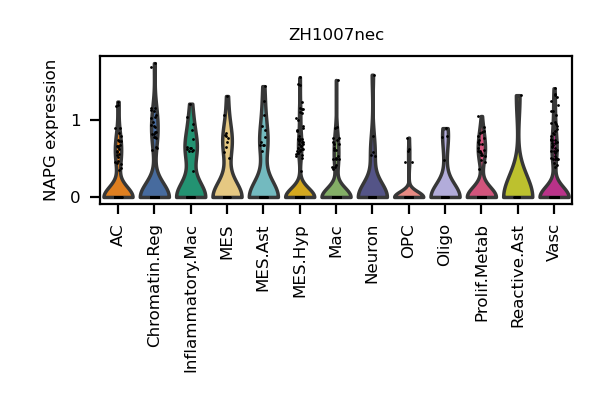 ZH1007nec
NAPG expression
1
0
AC
Chromatin.Reg
Inflammatory.Mac
MES
MES.Ast
MES.Hyp
Mac
Neuron
OPC
Oligo
Prolif.Metab
Reactive.Ast
Vasc